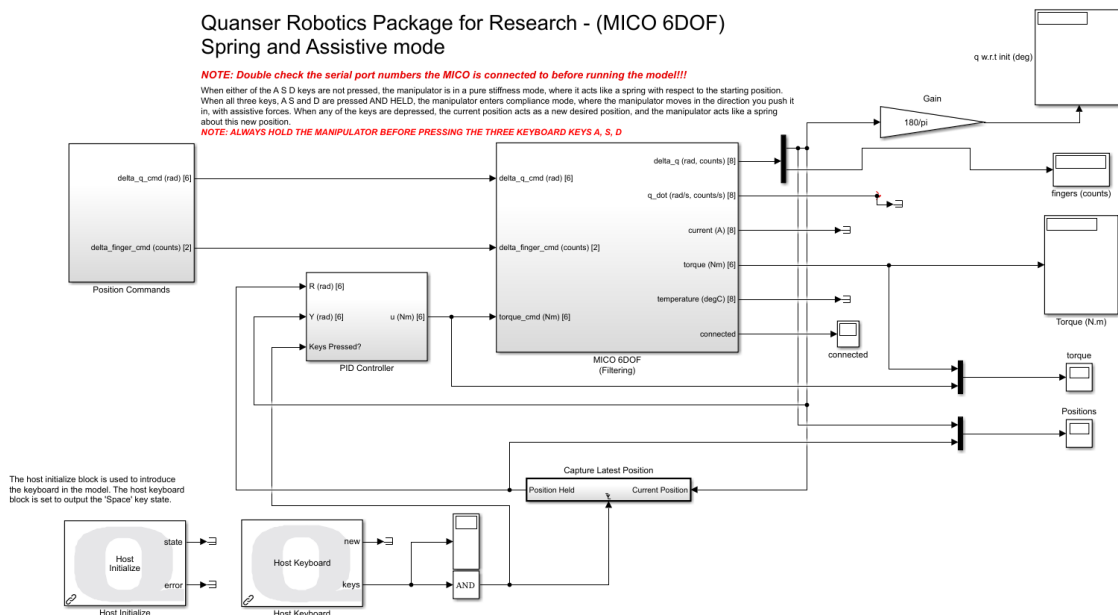 Quanser Robotics Package for Research - (MICO 6DOF)
Spring and Assistive mode
NOTE: Double check the serial port numbers the MICO is connected to before running the model!!!
When either of the A S D keys are not pressed, the manipulator is in a pure stiffness mode, where it acts like a spring with respect to the starting position.
When all three keys, A S and D are pressed AND HELD, the manipulator enters compliance mode, where the manipulator moves in the direction you push it
in, with assistive forces. When any of the keys are depressed, the current position acts as a new desired position, and the manipulator acts like a spring
about this new position.
NOTE: ALWAYS HOLD THE MANIPULATOR BEFORE PRESSING THE THREE KEYBOARD KEYS A, S, D
q w.r.t init (deg)
Gain
180/pi
delta_q_cmd (rad) [6]
delta_finger_cmd (counts) [2]
Position Commands
delta_q_cmd (rad) [6]
delta_finger_cmd (counts) [2]
torque_cmd (Nm) [6]
delta_q (rad, counts) [8]
q_dot (rad/s, counts/s) [8]
current (A) [8]
torque (Nm) [6]
temperature (degC) [8]
connected
MICO 6DOF
(Filtering)
fingers (counts)
Torque (N.m)
connected
R (rad) [6]
Y (rad) [6]
u (Nm) [6]
Keys Pressed?
PID Controller
torque
Positions
Capture Latest Position
Position Held
Current Position
The host initialize block is used to introduce
the keyboard in the model. The host keyboard
block is set to output the 'Space' key state.
Host
Initialize
state
error
Host Initialize
Host Keyboard
new
keys
Host Keyboard
AND